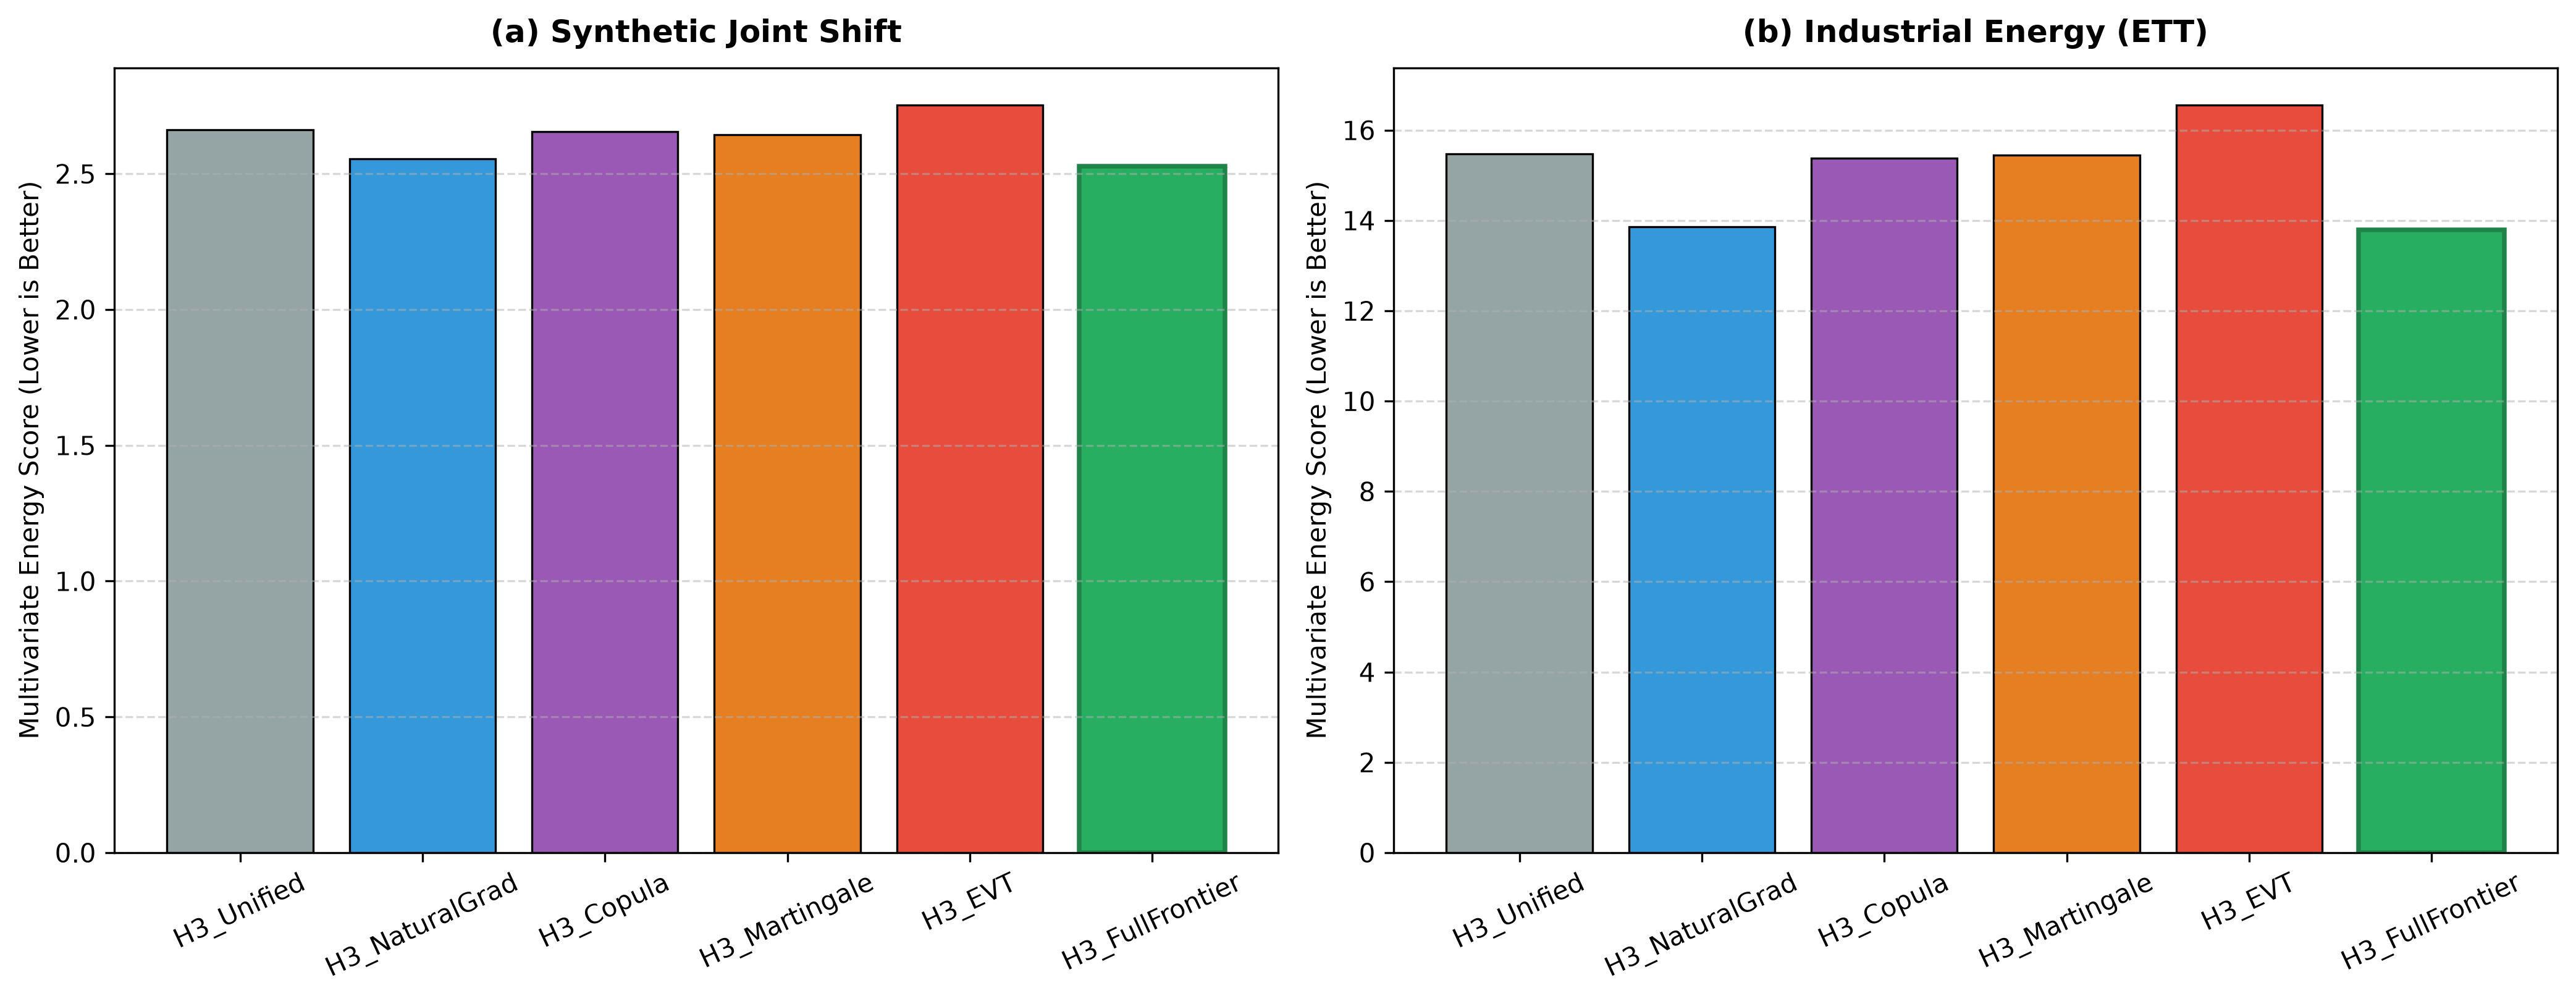 (a) Synthetic Joint Shift
Multivariate Energy Score (Lower is Better)
2.5
2.0
1.5
1.0
0.5
0.0
H3_Unified
H3_NaturalGrad
H3_Copula
H3_Martingale
H3_EVT
H3_FullFrontier
(b) Industrial Energy (ETT)
Multivariate Energy Score (Lower is Better)
16
14
12
10
8
6
4
2
0
H3_Unified
H3_NaturalGrad
H3_Copula
H3_Martingale
H3_EVT
H3_FullFrontier